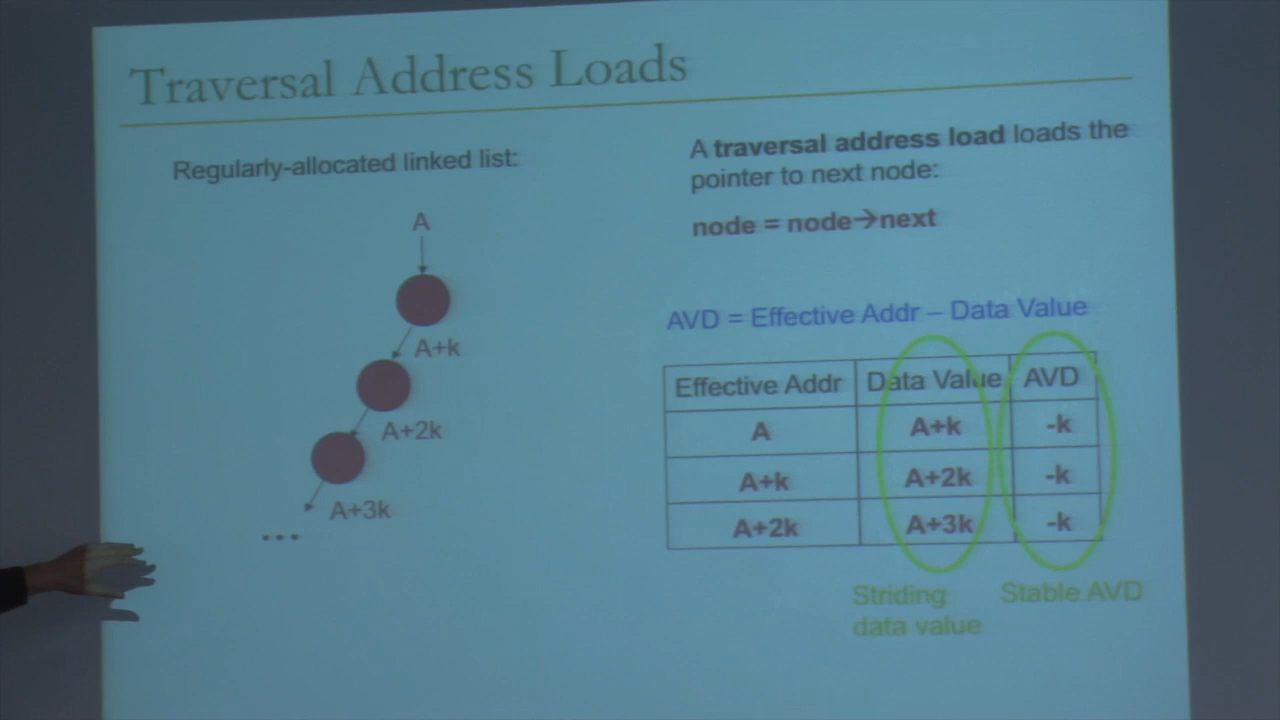 Traversal Address Loads
Regularly-allocated linked list:
A
A+k
A+2k
A+3k
...
A traversal address load loads the
pointer to next node:
node = node→next
AVD = Effective Addr – Data Value
Effective Addr Data Value AVD
A A+k -k
A+k A+2k -k
A+2k A+3k -k
Striding
data value
Stable AVD